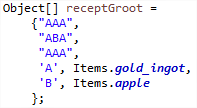 Object[] receptGroot =
{"AAA",
"ABA",
"AAA",
'A', Items.gold_ingot,
'B', Items.apple
};